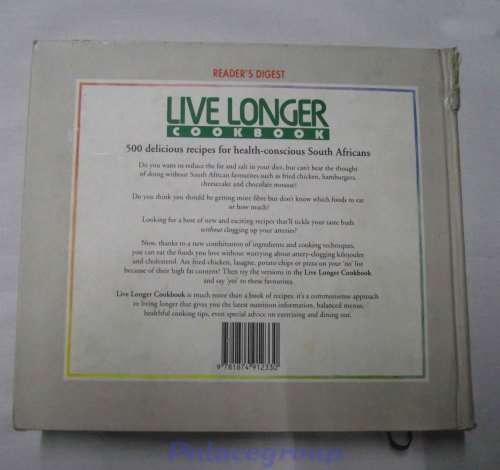 READER'S DIGEST
LIVE LONGER
COOKBOOK
500 delicious recipes for health-conscious South Africans
Do you want to reduce the fat and salt in your diet, but can't bear the thought
of doing without South African favourites such as fried chicken, hamburgers,
cheesecake and chocolate mousse?
Do you think you should be getting more fibre but don't know which foods to eat
or how much?
Looking for a host of new and exciting recipes that'll tickle your taste buds
without clogging up your arteries?
Now, thanks to a new combination of ingredients and cooking techniques,
you can eat the foods you love without worrying about artery-clogging kilojoules
and cholesterol. Are fried chicken, lasagne, potato chips or pizza on your 'no' list
because of their high fat content? Then try the versions in the Live Longer Cookbook
and say 'yes' to these favourites.
Live Longer Cookbook is much more than a book of recipes: it's a commonsense approach
to living longer that gives you the latest nutrition information, balanced menus,
healthful cooking tips, even special advice on exercising and dining out.
9 781874 912330
Palacegroup